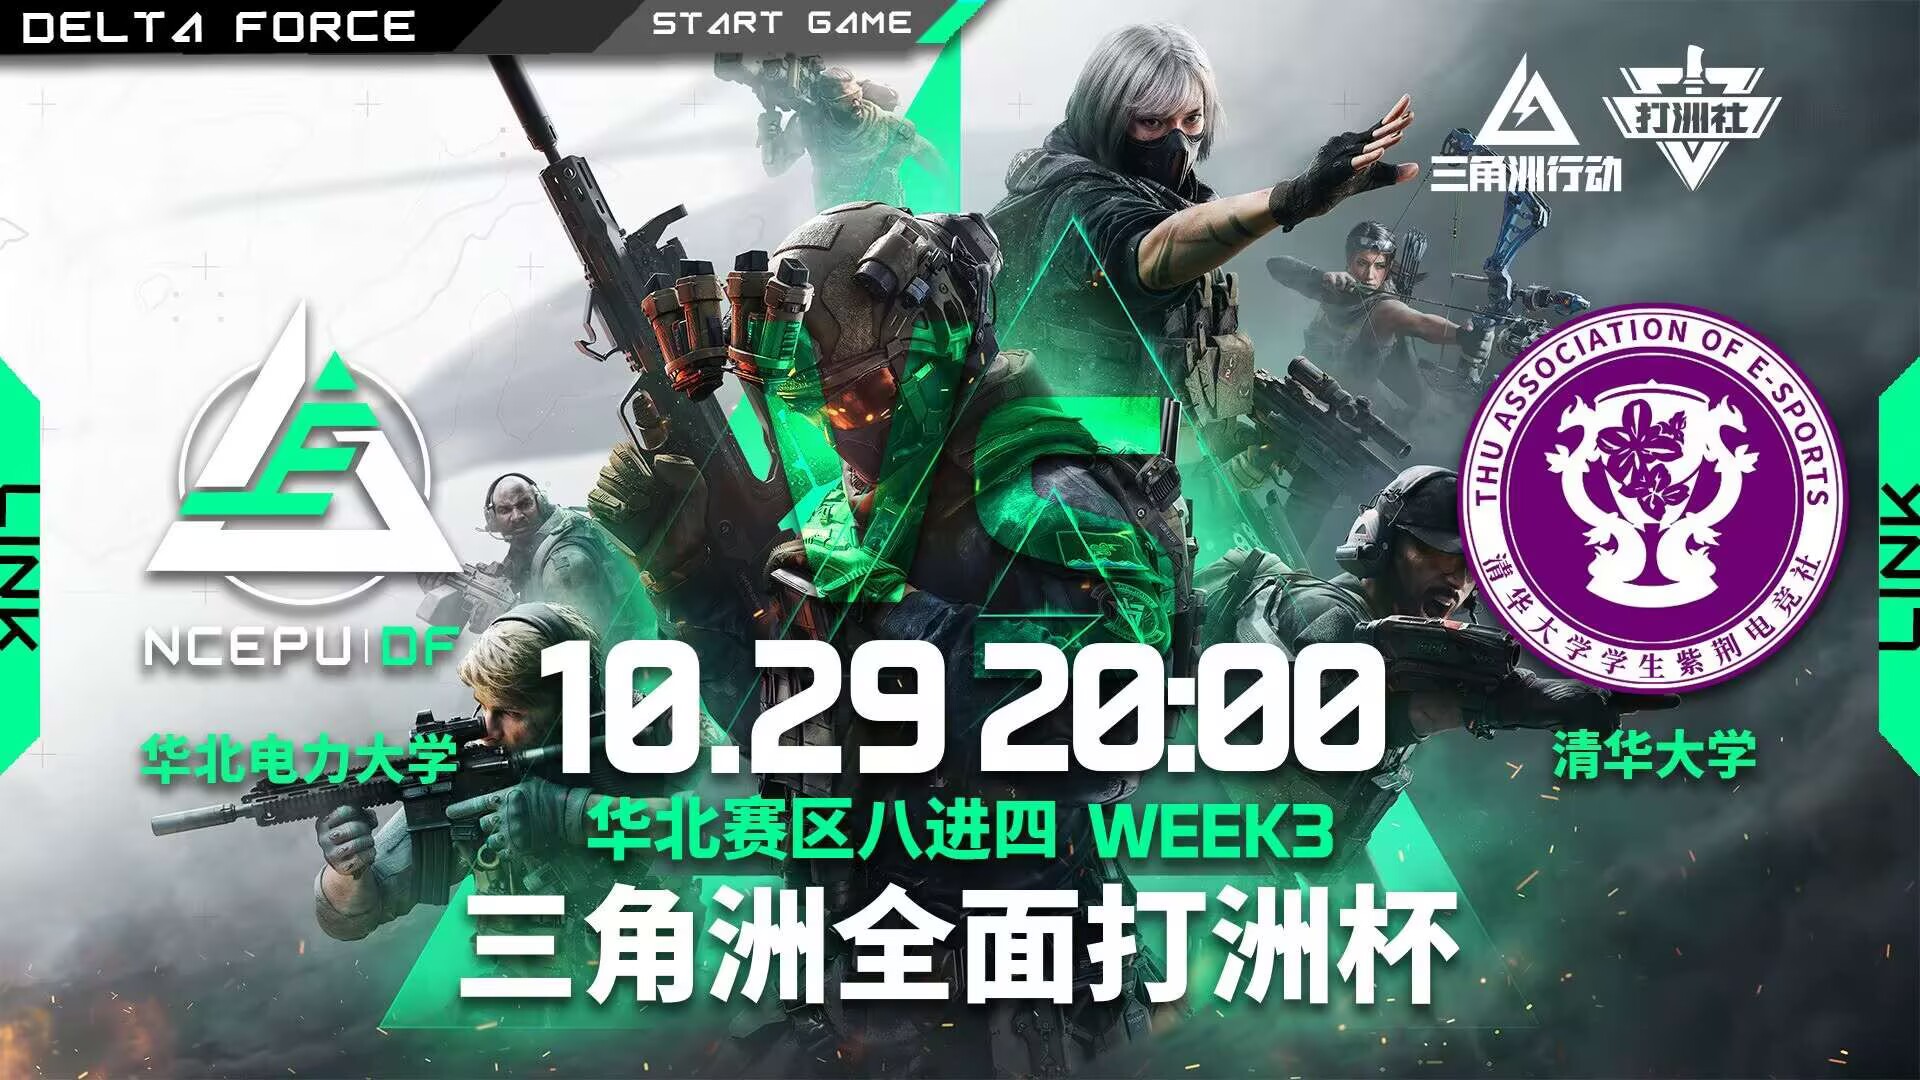 DELTA FORCE
START GAME
三角洲行动
打洲社
THU ASSOCIATION OF E-SPORTS
清华大学学生紫荆电竞社
LINK
LINK
VS
NCEPU|DF
10.29 20:00
华北电力大学
清华大学
华北赛区八进四 WEEK3
三角洲全面打洲杯